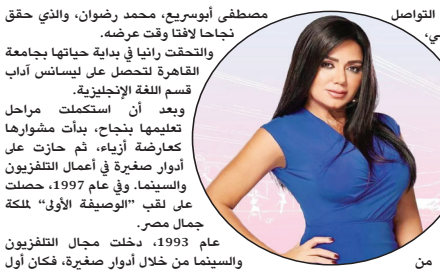 التواصل
ي،
مصطفى أبوسريع، محمد رضوان، والذي حقق
نجاحا لافتا وقت عرضه.
والتحقت رانيا في بداية حياتها بجامعة
القاهرة لتحصل على ليسانس آداب
قسم اللغة الإنجليزية.
وبعد أن استكملت مراحل
تعليمها بنجاح، بدأت مشوارها
كعارضة أزياء، ثم حازت على
أدوار صغيرة في أعمال التلفزيون
والسينما. وفي عام 1997، حصلت
على لقب "الوصيفة الأولى" لملكة
جمال مصر.
عام 1993، دخلت مجال التلفزيون
والسينما من خلال أدوار صغيرة، فكان أول
من